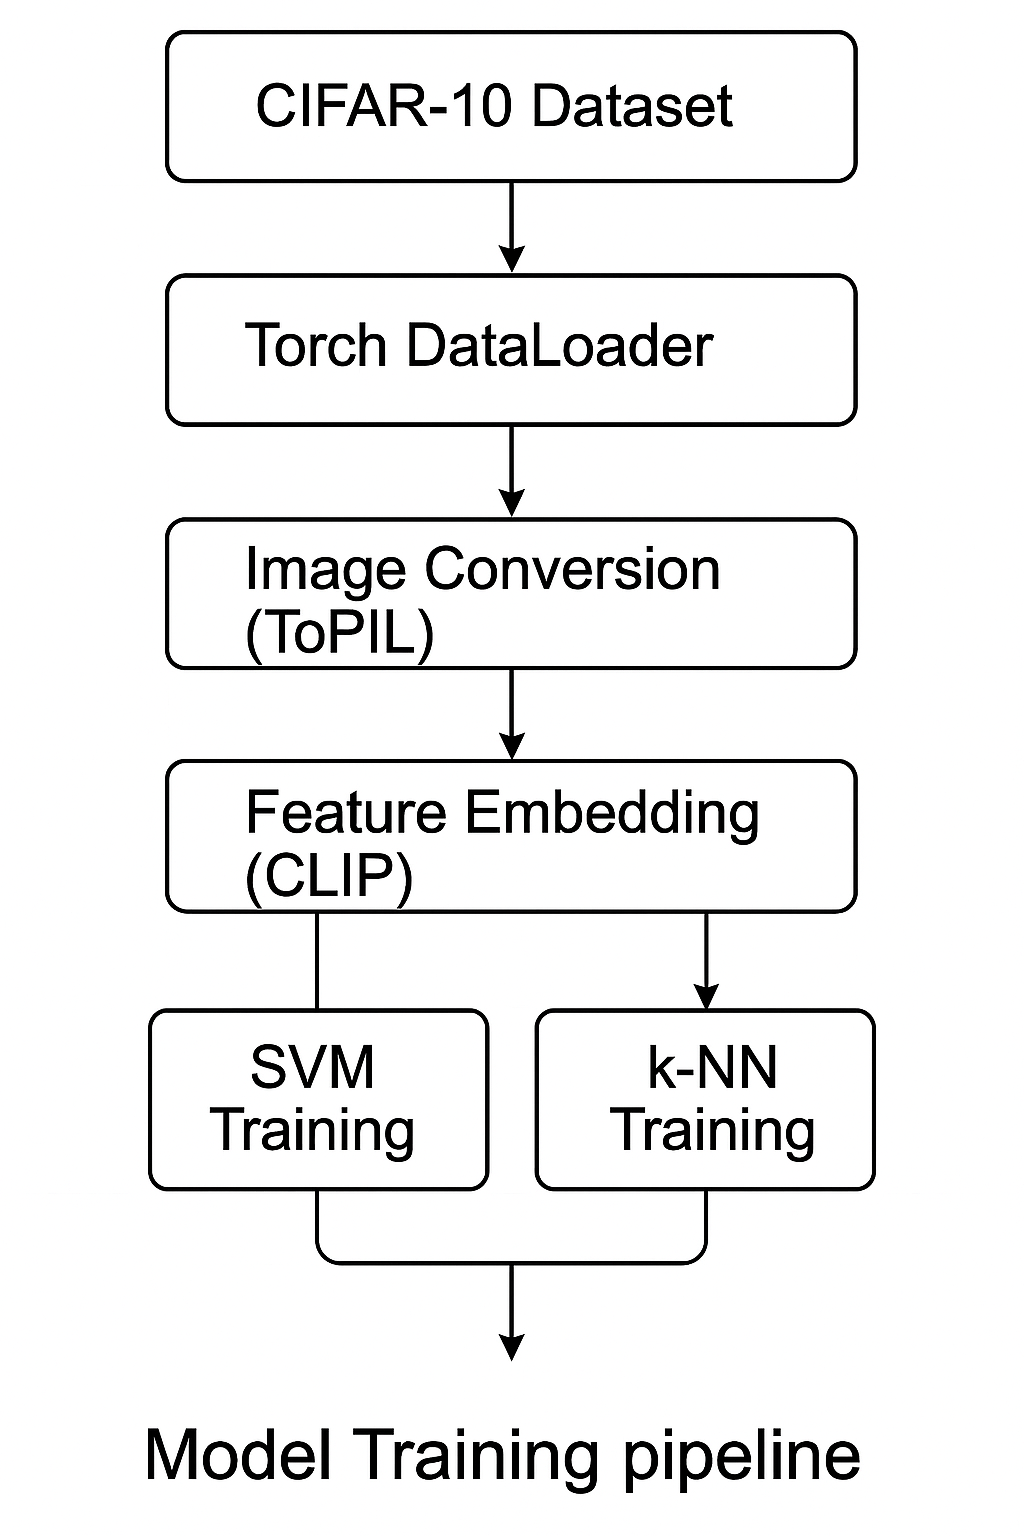 CIFAR-10 Dataset
Torch DataLoader
Image Conversion
(ToPIL)
Feature Embedding
(CLIP)
SVM
Training
k-NN
Training
Model Training pipeline